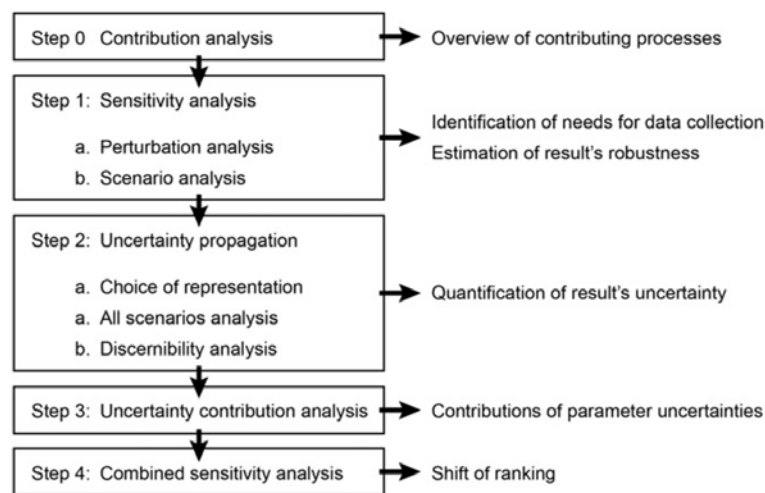 Step 0 Contribution analysis
Overview of contributing processes
Step 1: Sensitivity analysis
a. Perturbation analysis
b. Scenario analysis
Identification of needs for data collection
Estimation of result's robustness
Step 2: Uncertainty propagation
a. Choice of representation
a. All scenarios analysis
b. Discernibility analysis
Quantification of result's uncertainty
Step 3: Uncertainty contribution analysis
Contributions of parameter uncertainties
Step 4: Combined sensitivity analysis
Shift of ranking